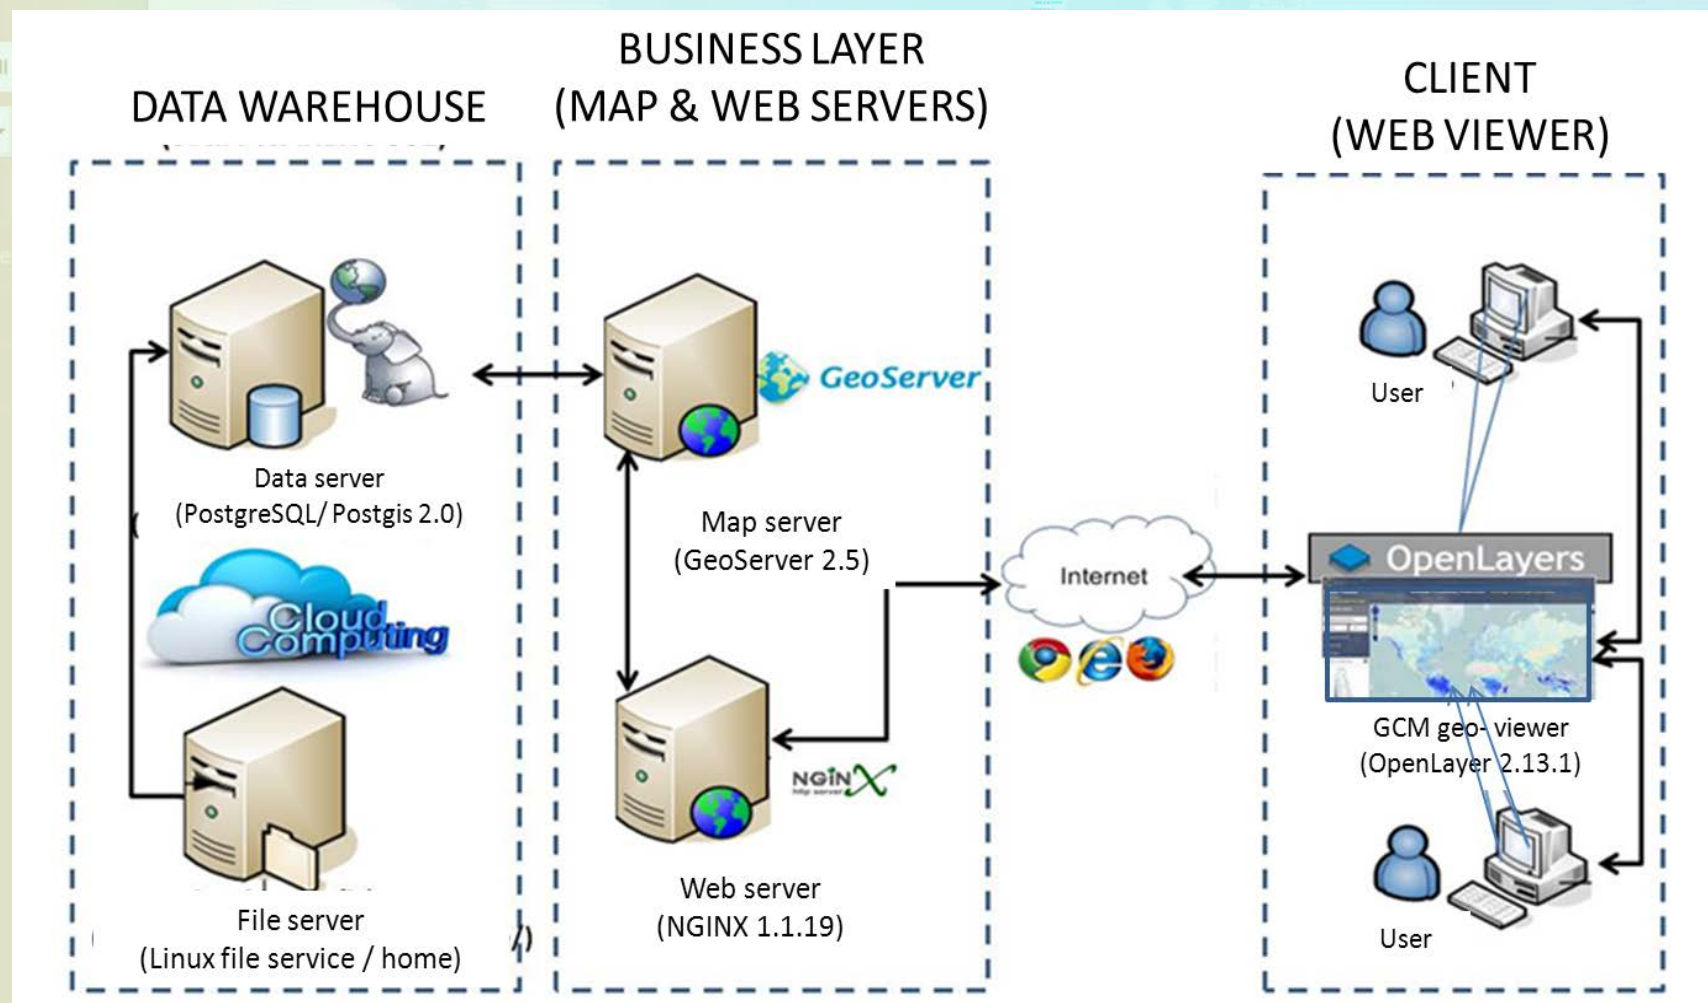 BUSINESS LAYER
(MAP & WEB SERVERS)
DATA WAREHOUSE
CLIENT
(WEB VIEWER)
GeoServer
Data server
(PostgreSQL/ Postgis 2.0)
Cloud
Computing
File server
(Linux file service / home)
Map server
(GeoServer 2.5)
NGiNX
http server
Web server
(NGINX 1.1.19)
Internet
User
OpenLayers
GCM geo- viewer
(OpenLayer 2.13.1)
User